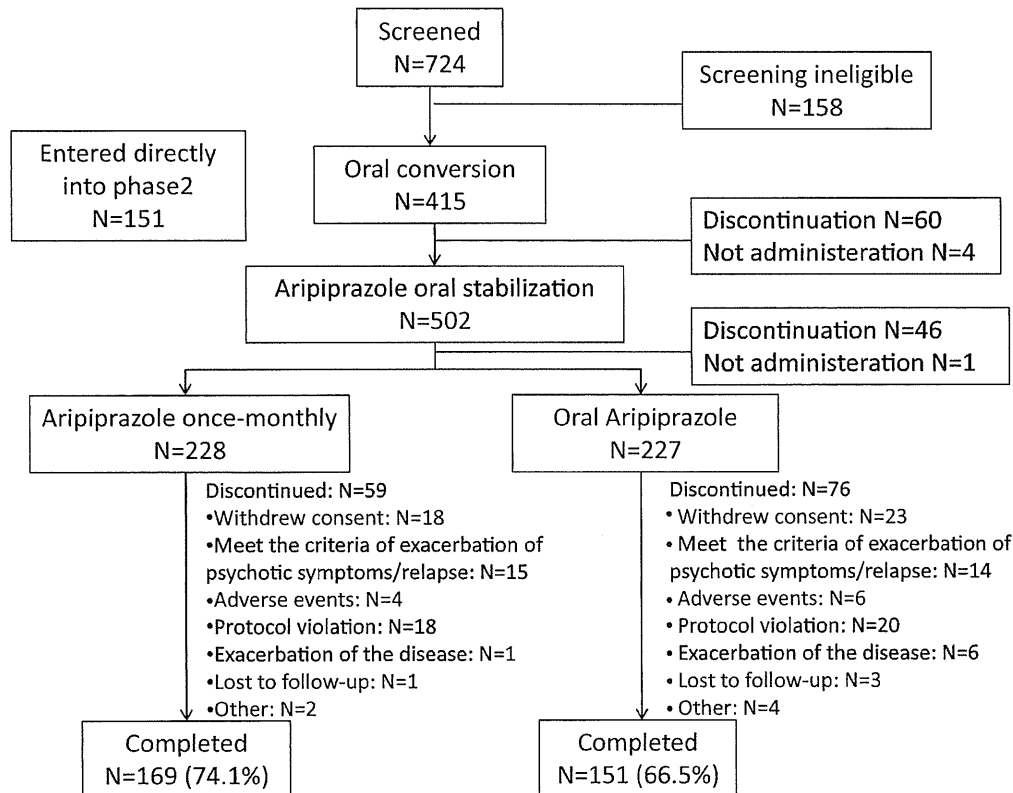 Screened
N=724
Screening ineligible
N=158
Entered directly
into phase2
N=151
Oral conversion
N=415
Discontinuation N=60
Not administeration N=4
Aripiprazole oral stabilization
N=502
Discontinuation N=46
Not administeration N=1
Aripiprazole once-monthly
N=228
Oral Aripiprazole
N=227
Discontinued: N=59
•Withdrew consent: N=18
•Meet the criteria of exacerbation of
psychotic symptoms/relapse: N=15
•Adverse events: N=4
•Protocol violation: N=18
•Exacerbation of the disease: N=1
•Lost to follow-up: N=1
•Other: N=2
Discontinued: N=76
• Withdrew consent: N=23
• Meet the criteria of exacerbation of
psychotic symptoms/relapse: N=14
• Adverse events: N=6
• Protocol violation: N=20
• Exacerbation of the disease: N=6
• Lost to follow-up: N=3
• Other: N=4
Completed
N=169 (74.1%)
Completed
N=151 (66.5%)